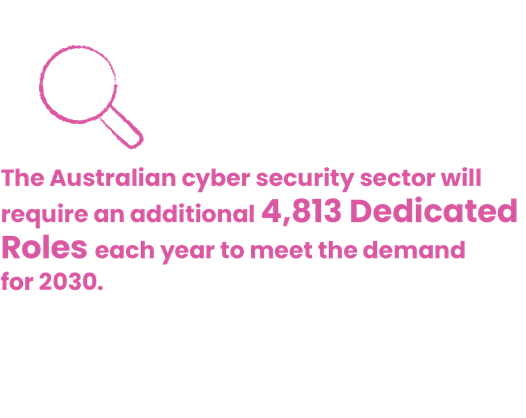 The Australian cyber security sector will
require an additional 4,813 Dedicated
Roles each year to meet the demand
for 2030.